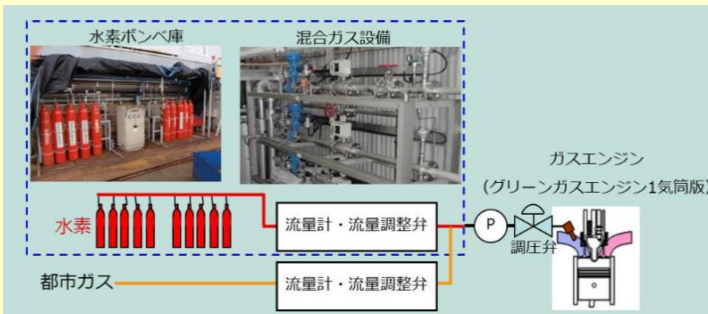 水素ボンベ庫
混合ガス設備
ガスエンジン
(グリーンガスエンジン1気筒版)
水素
流量計・流量調整弁
P
調圧弁
都市ガス
流量計・流量調整弁